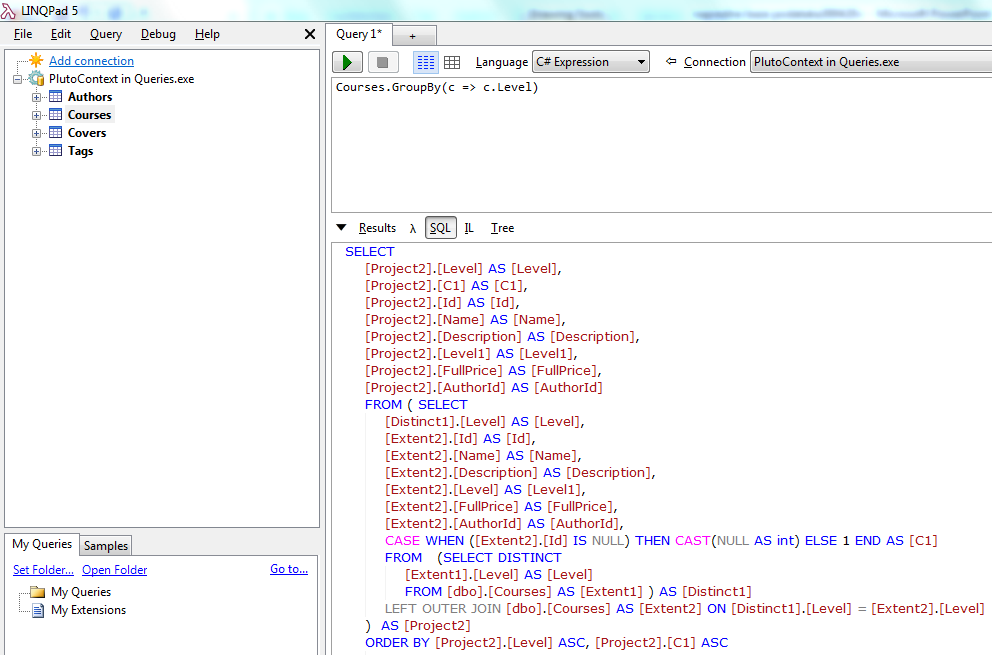 LINQPad 5
File Edit Query Debug Help
Add connection
PlutoContext in Queries.exe
Authors
Courses
Covers
Tags
My Queries Samples
Set Folder... Open Folder Go to...
My Queries
My Extensions
Query 1* +
Language C# Expression Connection PlutoContext in Queries.exe
Courses.GroupBy(c => c.Level)
Results λ SQL IL Tree
SELECT
[Project2].[Level] AS [Level],
[Project2].[C1] AS [C1],
[Project2].[Id] AS [Id],
[Project2].[Name] AS [Name],
[Project2].[Description] AS [Description],
[Project2].[Level1] AS [Level1],
[Project2].[FullPrice] AS [FullPrice],
[Project2].[AuthorId] AS [AuthorId]
FROM ( SELECT
[Distinct1].[Level] AS [Level],
[Extent2].[Id] AS [Id],
[Extent2].[Name] AS [Name],
[Extent2].[Description] AS [Description],
[Extent2].[Level] AS [Level1],
[Extent2].[FullPrice] AS [FullPrice],
[Extent2].[AuthorId] AS [AuthorId],
CASE WHEN ([Extent2].[Id] IS NULL) THEN CAST(NULL AS int) ELSE 1 END AS [C1]
FROM (SELECT DISTINCT
[Extent1].[Level] AS [Level]
FROM [dbo].[Courses] AS [Extent1] ) AS [Distinct1]
LEFT OUTER JOIN [dbo].[Courses] AS [Extent2] ON [Distinct1].[Level] = [Extent2].[Level]
) AS [Project2]
ORDER BY [Project2].[Level] ASC, [Project2].[C1] ASC